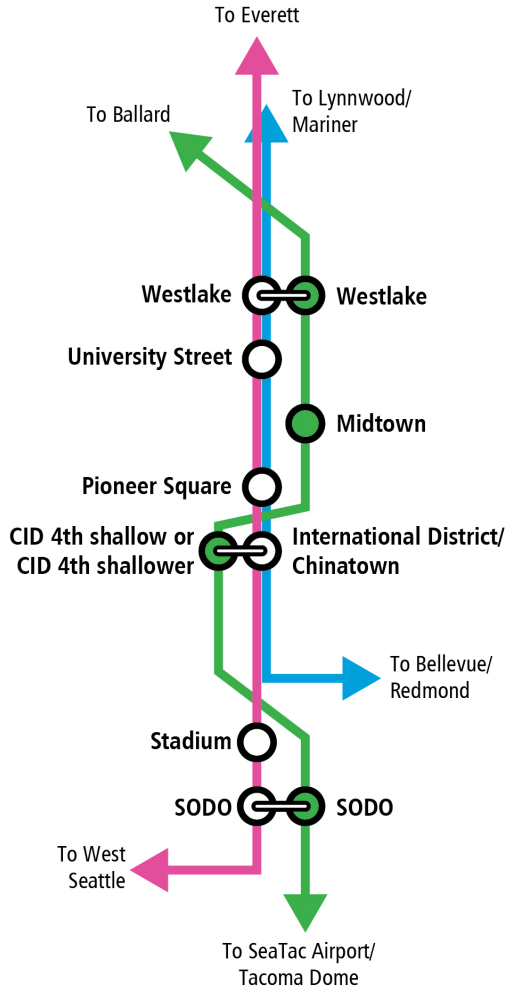 To Everett
To Lynnwood/
Mariner
To Ballard
Westlake
Westlake
University Street
Midtown
Pioneer Square
CID 4th shallow or
CID 4th shallower
International District/
Chinatown
To Bellevue/
Redmond
Stadium
SODO
SODO
To West
Seattle
To SeaTac Airport/
Tacoma Dome